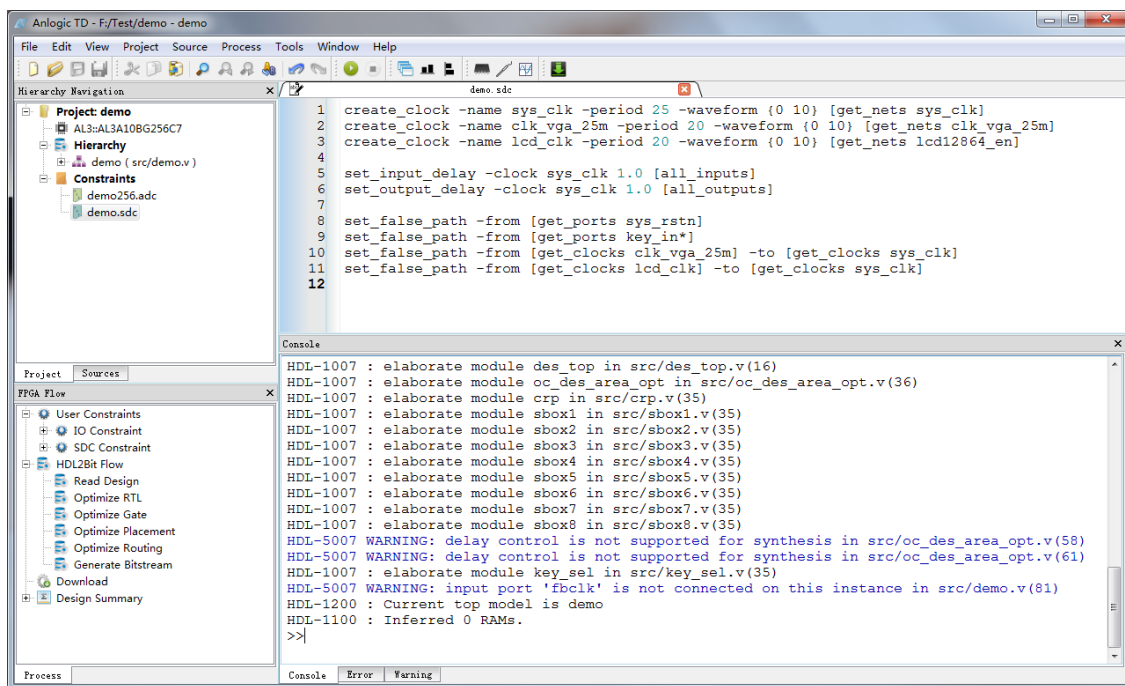 Anlogic TD - F:/Test/demo - demo
File Edit View Project Source Process Tools Window Help
Hierarchy Navigation
Project: demo
AL3::AL3A10BG256C7
Hierarchy
demo ( src/demo.v )
Constraints
demo256.adc
demo.sdc
Project Sources
FPGA Flow
User Constraints
IO Constraint
SDC Constraint
HDL2Bit Flow
Read Design
Optimize RTL
Optimize Gate
Optimize Placement
Optimize Routing
Generate Bitstream
Download
Design Summary
Process
demo.sdc
1 create_clock -name sys_clk -period 25 -waveform {0 10} [get_nets sys_clk]
2 create_clock -name clk_vga_25m -period 20 -waveform {0 10} [get_nets clk_vga_25m]
3 create_clock -name lcd_clk -period 20 -waveform {0 10} [get_nets lcd12864_en]
4
5 set_input_delay -clock sys_clk 1.0 [all_inputs]
6 set_output_delay -clock sys_clk 1.0 [all_outputs]
7
8 set_false_path -from [get_ports sys_rstn]
9 set_false_path -from [get_ports key_in*]
10 set_false_path -from [get_clocks clk_vga_25m] -to [get_clocks sys_clk]
11 set_false_path -from [get_clocks lcd_clk] -to [get_clocks sys_clk]
12
Console
HDL-1007 : elaborate module des_top in src/des_top.v(16)
HDL-1007 : elaborate module oc_des_area_opt in src/oc_des_area_opt.v(36)
HDL-1007 : elaborate module crp in src/crp.v(35)
HDL-1007 : elaborate module sbox1 in src/sbox1.v(35)
HDL-1007 : elaborate module sbox2 in src/sbox2.v(35)
HDL-1007 : elaborate module sbox3 in src/sbox3.v(35)
HDL-1007 : elaborate module sbox4 in src/sbox4.v(35)
HDL-1007 : elaborate module sbox5 in src/sbox5.v(35)
HDL-1007 : elaborate module sbox6 in src/sbox6.v(35)
HDL-1007 : elaborate module sbox7 in src/sbox7.v(35)
HDL-1007 : elaborate module sbox8 in src/sbox8.v(35)
HDL-5007 WARNING: delay control is not supported for synthesis in src/oc_des_area_opt.v(58)
HDL-5007 WARNING: delay control is not supported for synthesis in src/oc_des_area_opt.v(61)
HDL-1007 : elaborate module key_sel in src/key_sel.v(35)
HDL-5007 WARNING: input port 'fbclk' is not connected on this instance in src/demo.v(81)
HDL-1200 : Current top model is demo
HDL-1100 : Inferred 0 RAMs.
>>
Console Error Warning